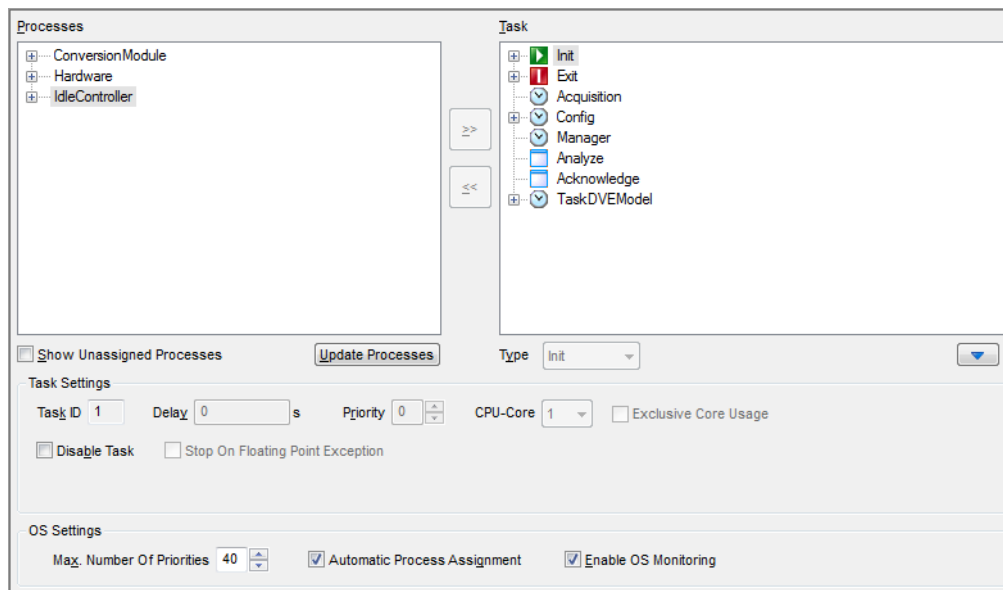 Processes
ConversionModule
Hardware
IdleController
>>
<<
Task
Init
Exit
Acquisition
Config
Manager
Analyze
Acknowledge
TaskDVEModel
Show Unassigned Processes Update Processes Type Init
Task Settings
Task ID 1 Delay 0 s Priority 0 CPU-Core 1 Exclusive Core Usage
Disable Task Stop On Floating Point Exception
OS Settings
Max. Number Of Priorities 40 Automatic Process Assignment Enable OS Monitoring